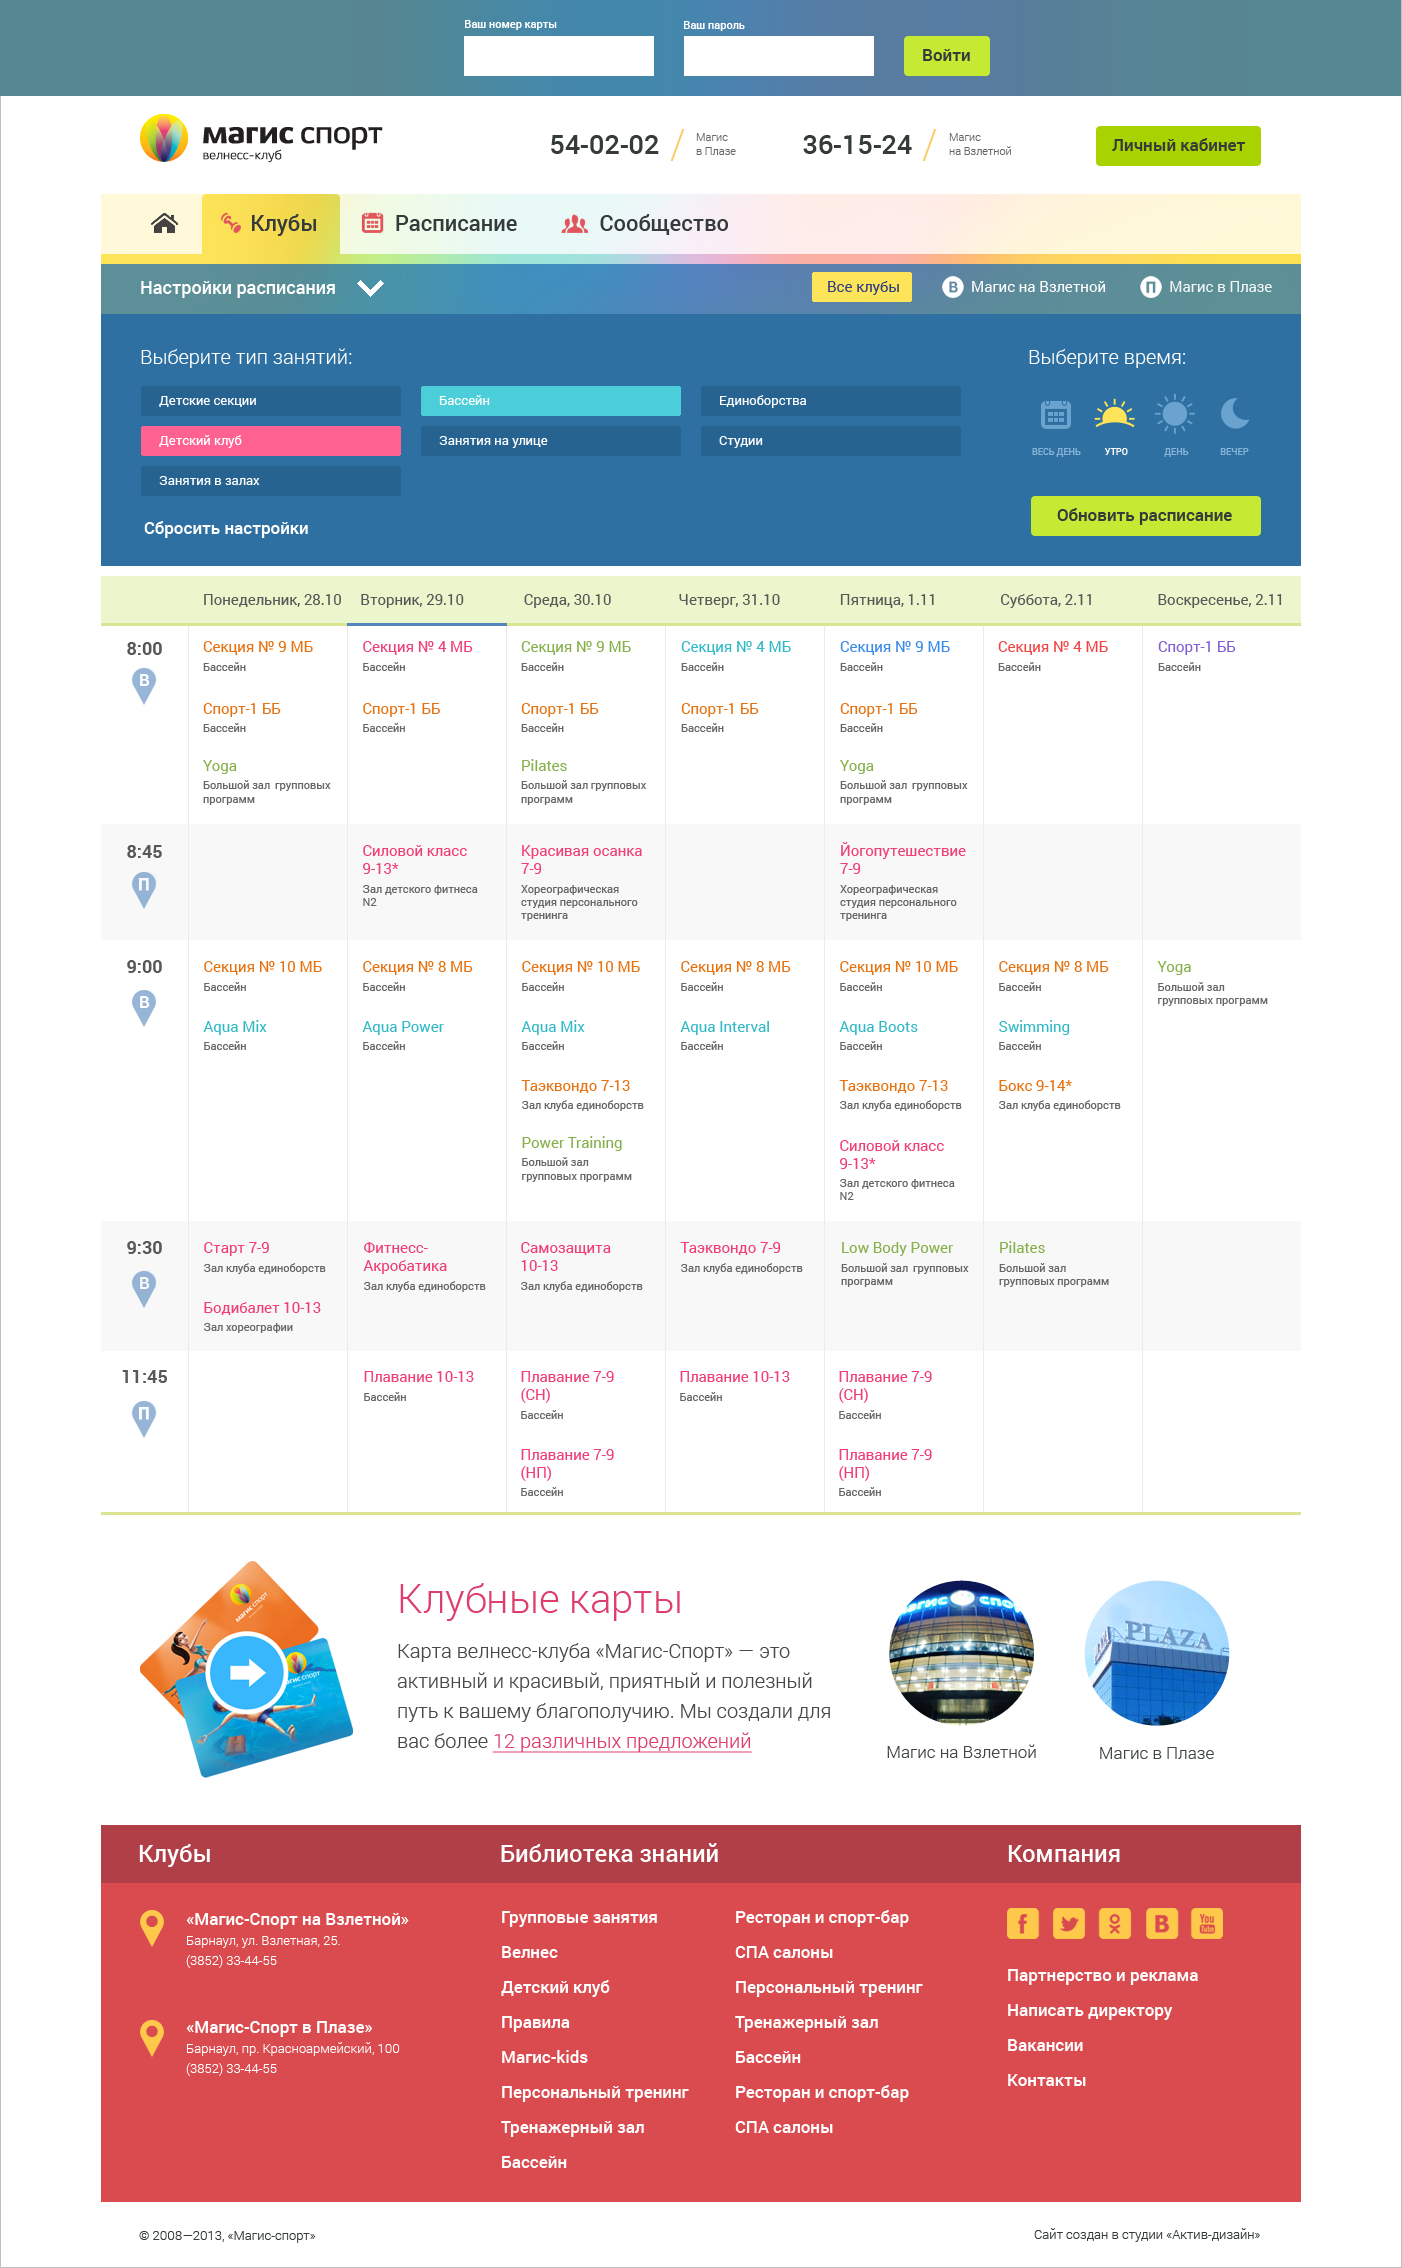 Ваш номер карты
Ваш пароль
Войти
магис спорт
велнесс-клуб
54-02-02
Магис
в Плазе
36-15-24
Магис
на Взлетной
Личный кабинет
Клубы
Расписание
Сообщество
Настройки расписания
Все клубы
В Магис на Взлетной
П Магис в Плазе
Выберите тип занятий:
Детские секции
Бассейн
Единоборства
Детский клуб
Занятия на улице
Студии
Занятия в залах
Сбросить настройки
Выберите время:
ВЕСЬ ДЕНЬ
УТРО
ДЕНЬ
ВЕЧЕР
Обновить расписание
Понедельник, 28.10
Вторник, 29.10
Среда, 30.10
Четверг, 31.10
Пятница, 1.11
Суббота, 2.11
Воскресенье, 2.11
8:00
В
Секция № 9 МБ
Бассейн
Спорт-1 ББ
Бассейн
Yoga
Большой зал групповых
программ
Секция № 4 МБ
Бассейн
Спорт-1 ББ
Бассейн
Секция № 9 МБ
Бассейн
Спорт-1 ББ
Бассейн
Pilates
Большой зал групповых
программ
Секция № 4 МБ
Бассейн
Спорт-1 ББ
Бассейн
Секция № 9 МБ
Бассейн
Спорт-1 ББ
Бассейн
Yoga
Большой зал групповых
программ
Секция № 4 МБ
Бассейн
Спорт-1 ББ
Бассейн
8:45
П
Силовой класс
9-13*
Зал детского фитнеса
N2
Красивая осанка
7-9
Хореографическая
студия персонального
тренинга
Йогопутешествие
7-9
Хореографическая
студия персонального
тренинга
9:00
В
Секция № 10 МБ
Бассейн
Aqua Mix
Бассейн
Секция № 8 МБ
Бассейн
Aqua Power
Бассейн
Секция № 10 МБ
Бассейн
Aqua Mix
Бассейн
Таэквондо 7-13
Зал клуба единоборств
Power Training
Большой зал
групповых программ
Секция № 8 МБ
Бассейн
Aqua Interval
Бассейн
Секция № 10 МБ
Бассейн
Aqua Boots
Бассейн
Таэквондо 7-13
Зал клуба единоборств
Силовой класс
9-13*
Зал детского фитнеса
N2
Секция № 8 МБ
Бассейн
Swimming
Бассейн
Бокс 9-14*
Зал клуба единоборств
Yoga
Большой зал
групповых программ
9:30
В
Старт 7-9
Зал клуба единоборств
Бодибалет 10-13
Зал хореографии
Фитнесс-
Акробатика
Зал клуба единоборств
Самозащита
10-13
Зал клуба единоборств
Таэквондо 7-9
Зал клуба единоборств
Low Body Power
Большой зал групповых
программ
Pilates
Большой зал
групповых программ
11:45
П
Плавание 10-13
Бассейн
Плавание 7-9
(СН)
Бассейн
Плавание 7-9
(НП)
Бассейн
Плавание 10-13
Бассейн
Плавание 7-9
(СН)
Бассейн
Плавание 7-9
(НП)
Бассейн
магис спорт
магис спорт
Клубные карты
Карта велнесс-клуба «Магис-Спорт» — это
активный и красивый, приятный и полезный
путь к вашему благополучию. Мы создали для
вас более 12 различных предложений
магис спорт
Магис на Взлетной
PLAZA
Магис в Плазе
Клубы
«Магис-Спорт на Взлетной»
Барнаул, ул. Взлетная, 25.
(3852) 33-44-55
«Магис-Спорт в Плазе»
Барнаул, пр. Красноармейский, 100
(3852) 33-44-55
Библиотека знаний
Групповые занятия
Велнес
Детский клуб
Правила
Магис-kids
Персональный тренинг
Тренажерный зал
Бассейн
Ресторан и спорт-бар
СПА салоны
Персональный тренинг
Тренажерный зал
Бассейн
Ресторан и спорт-бар
СПА салоны
Компания
f
В
You
Tube
Партнерство и реклама
Написать директору
Вакансии
Контакты
© 2008—2013, «Магис-спорт»
Сайт создан в студии «Актив-дизайн»